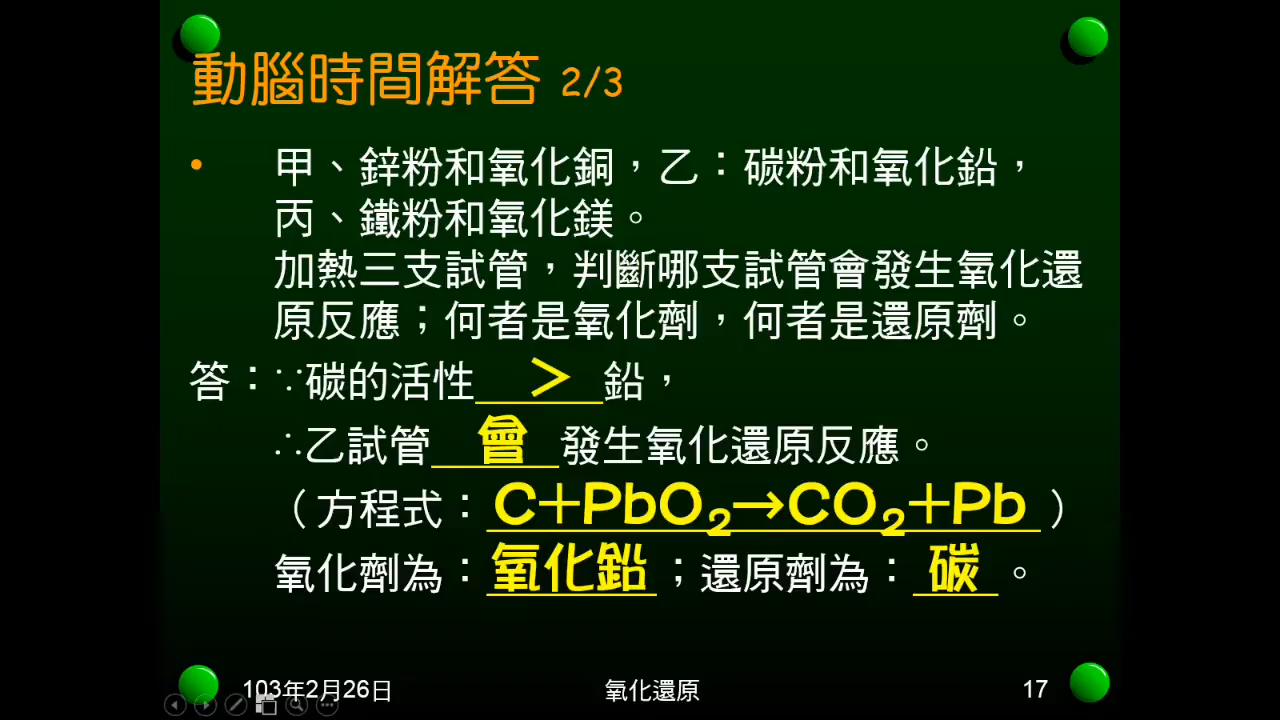 動腦時間解答 2/3
• 甲、鋅粉和氧化銅，乙：碳粉和氧化鉛，
丙、鐵粉和氧化鎂。
加熱三支試管，判斷哪支試管會發生氧化還
原反應；何者是氧化劑，何者是還原劑。
答：∵碳的活性＞鉛，
∴乙試管會發生氧化還原反應。
（方程式：C＋PbO₂→CO₂＋Pb）
氧化劑為：氧化鉛；還原劑為：碳。
103年2月26日 氧化還原 17